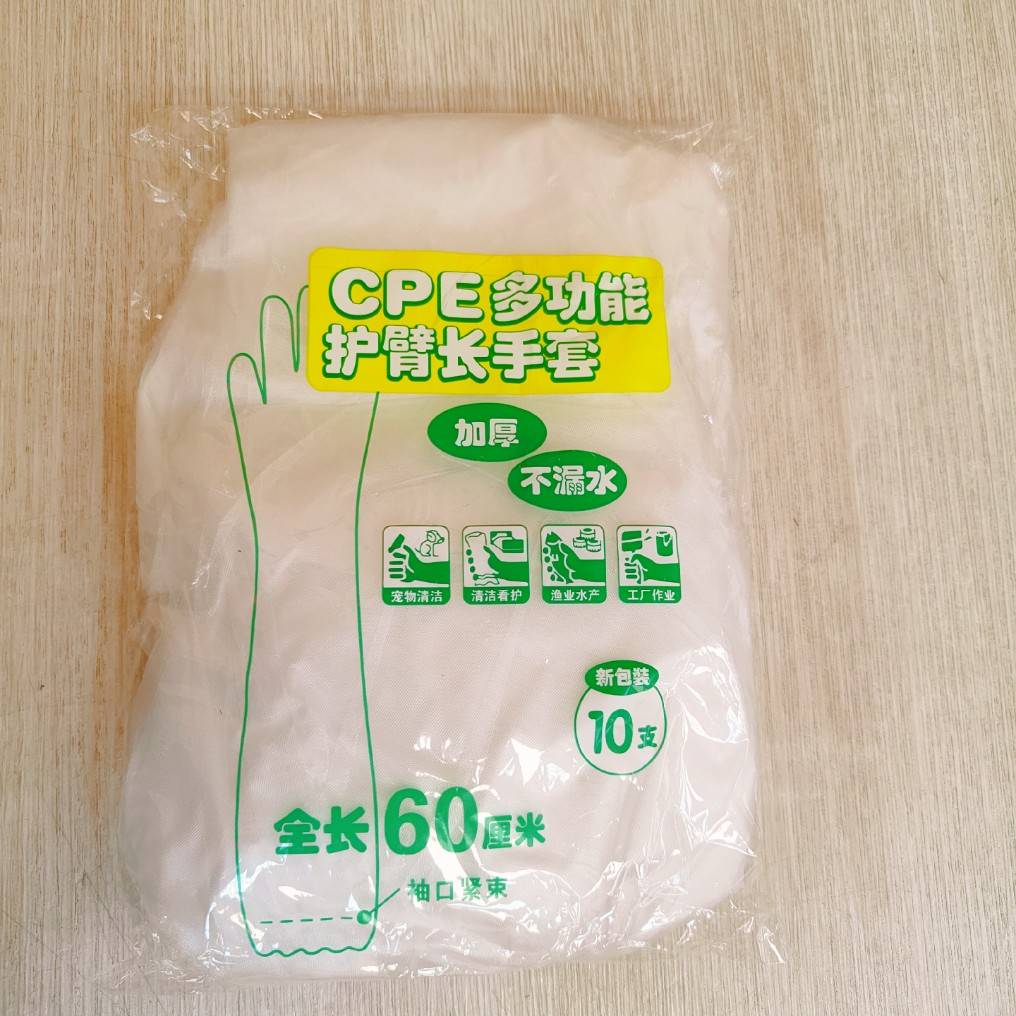 CPE多功能
护臂长手套
加厚
不漏水
宠物清洁
清洁看护
渔业水产
工厂作业
新包装
10支
全长60厘米
袖口紧束